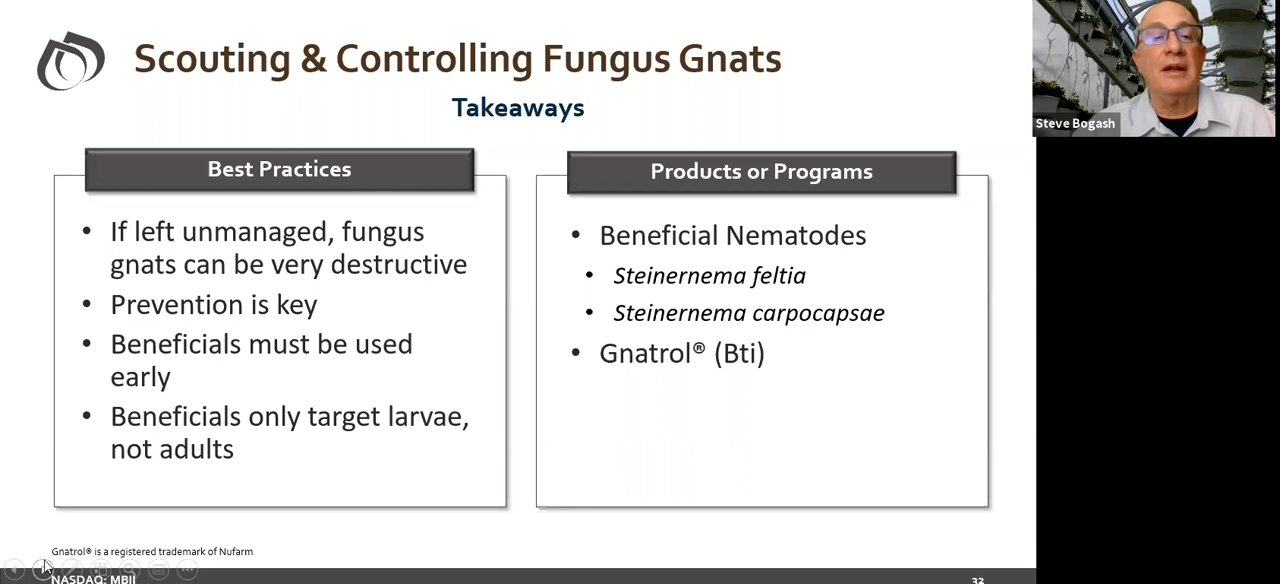 Scouting & Controlling Fungus Gnats
Takeaways
Best Practices
If left unmanaged, fungus
gnats can be very destructive
Prevention is key
Beneficials must be used
early
Beneficials only target larvae,
not adults
Products or Programs
Beneficial Nematodes
Steinernema feltia
Steinernema carpocapsae
Gnatrol® (Bti)
Gnatrol® is a registered trademark of Nufarm
NASDAQ: MBII
32
Steve Bogash